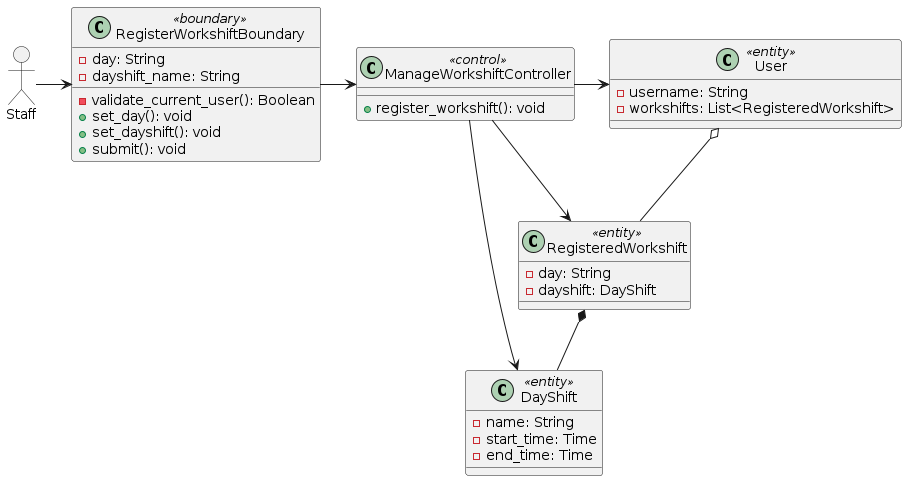 Staff
C
«boundary»
RegisterWorkshiftBoundary
day: String
dayshift_name: String
validate_current_user(): Boolean
set_day(): void
set_dayshift(): void
submit(): void
C
«control»
ManageWorkshiftController
register_workshift(): void
C
«entity»
User
username: String
workshifts: List<RegisteredWorkshift>
C
«entity»
RegisteredWorkshift
day: String
dayshift: DayShift
C
«entity»
DayShift
name: String
start_time: Time
end_time: Time